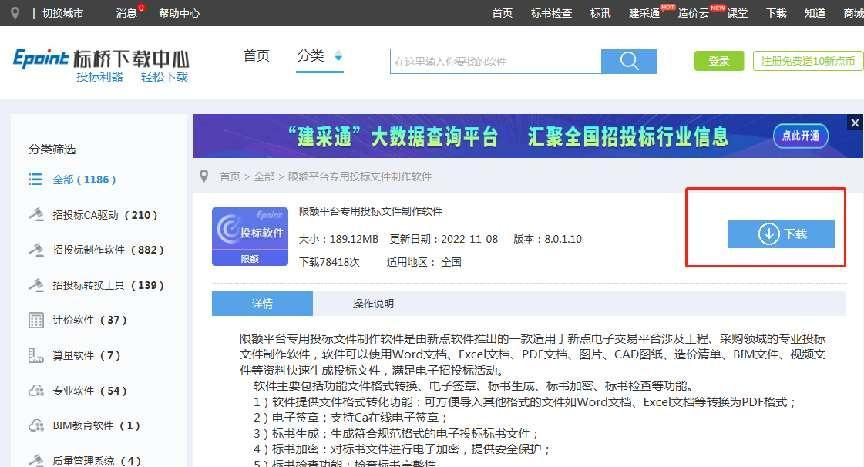 切换城市 消息 0 帮助中心 首页 标书检查 标讯 建采通 HOT 造价云 NEW 课堂 下载 知道 商城
Epoint 标桥下载中心
投标利器 轻松下载
首页 分类
在这里输入你要找的软件
登录 注册免费送10新点币
“建采通”大数据查询平台 汇聚全国招投标行业信息 点此开通 X
分类筛选
全部（1186）
招投标CA驱动（210）
招投标制作软件（882）
招投标转换工具（139）
计价软件（37）
算量软件（7）
专业软件（54）
BIM教育软件（1）
质量管理系统（4）
首页 > 全部 > 限额平台专用投标文件制作软件
Epoint
投标软件
限额
限额平台专用投标文件制作软件
大小：189.12MB 更新日期：2022-11-08 版本：8.0.1.10
下载78418次 适用地区：全国
下载
详情 操作说明
限额平台专用投标文件制作软件是由新点软件推出的一款适用于新点电子交易平台涉及工程、采购领域的专业投标
文件制作软件，软件可以使用Word文档、Excel文档、PDF文档、图片、CAD图纸、造价清单、BIM文件、视频文
件等资料快速生成投标文件，满足电子招投标活动。
软件主要包括功能文件格式转换、电子签章、标书生成、标书加密、标书检查等功能。
1）软件提供文件格式转化功能：可方便导入其他格式的文件如Word文档、Excel文档等转换为PDF格式；
2）电子签章：支持Ca在线电子签章；
3）标书生成：生成符合规范格式的电子投标标书文件；
4）标书加密：对标书文件进行电子加密，提供安全保护；
5）标书检查功能：检查标书完整性